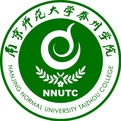 南京师范大学泰州学院
NNUTC
NANJING NORMAL UNIVERSITY TAIZHOU COLLEGE